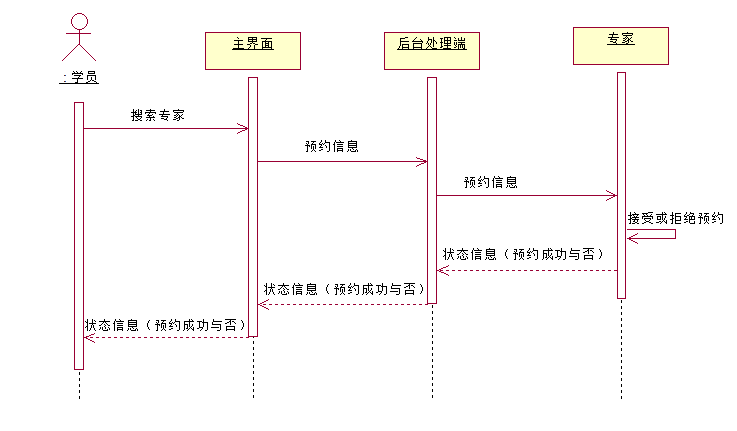 主界面
后台处理端
专家
: 学员
搜索专家
预约信息
预约信息
接受或拒绝预约
状态信息（预约成功与否）
状态信息（预约成功与否）
状态信息（预约成功与否）